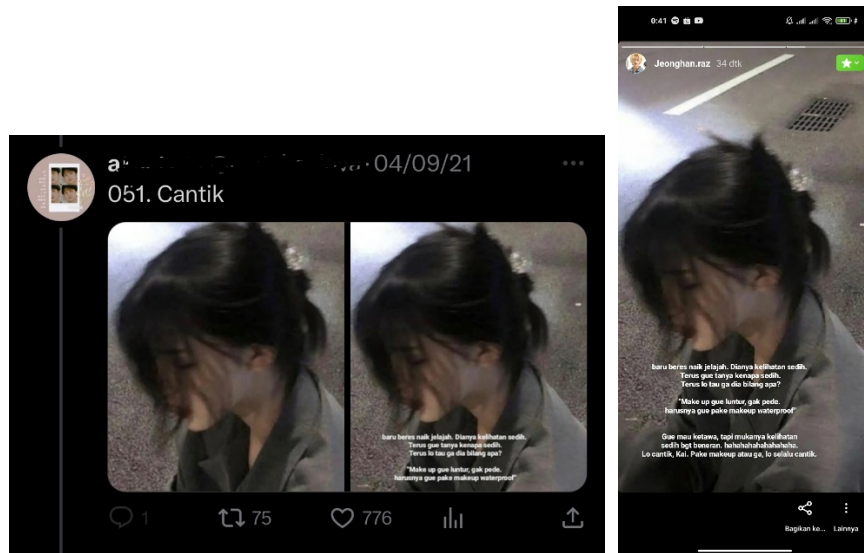 a
·04/09/21
051. Cantik
baru beres naik jelajah. Dianya kelihatan sedih.
Terus gue tanya kenapa sedih.
Terus lo tau ga dia bilang apa?
"Make up gue luntur, gak pede.
harusnya gue pake makeup waterproof"
1
75
776
0:41
Jeonghan.raz 34 dtk
baru beres naik jelajah. Dianya kelihatan sedih.
Terus gue tanya kenapa sedih.
Terus lo tau ga dia bilang apa?
"Make up gue luntur, gak pede.
harusnya gue pake makeup waterproof"
Gue mau ketawa, tapi mukanya kelihatan
sedih bgt beneran. hahahahahahahahaha.
Lo cantik, Kai. Pake makeup atau ga, lo selalu cantik.
Bagikan ke... Lainnya